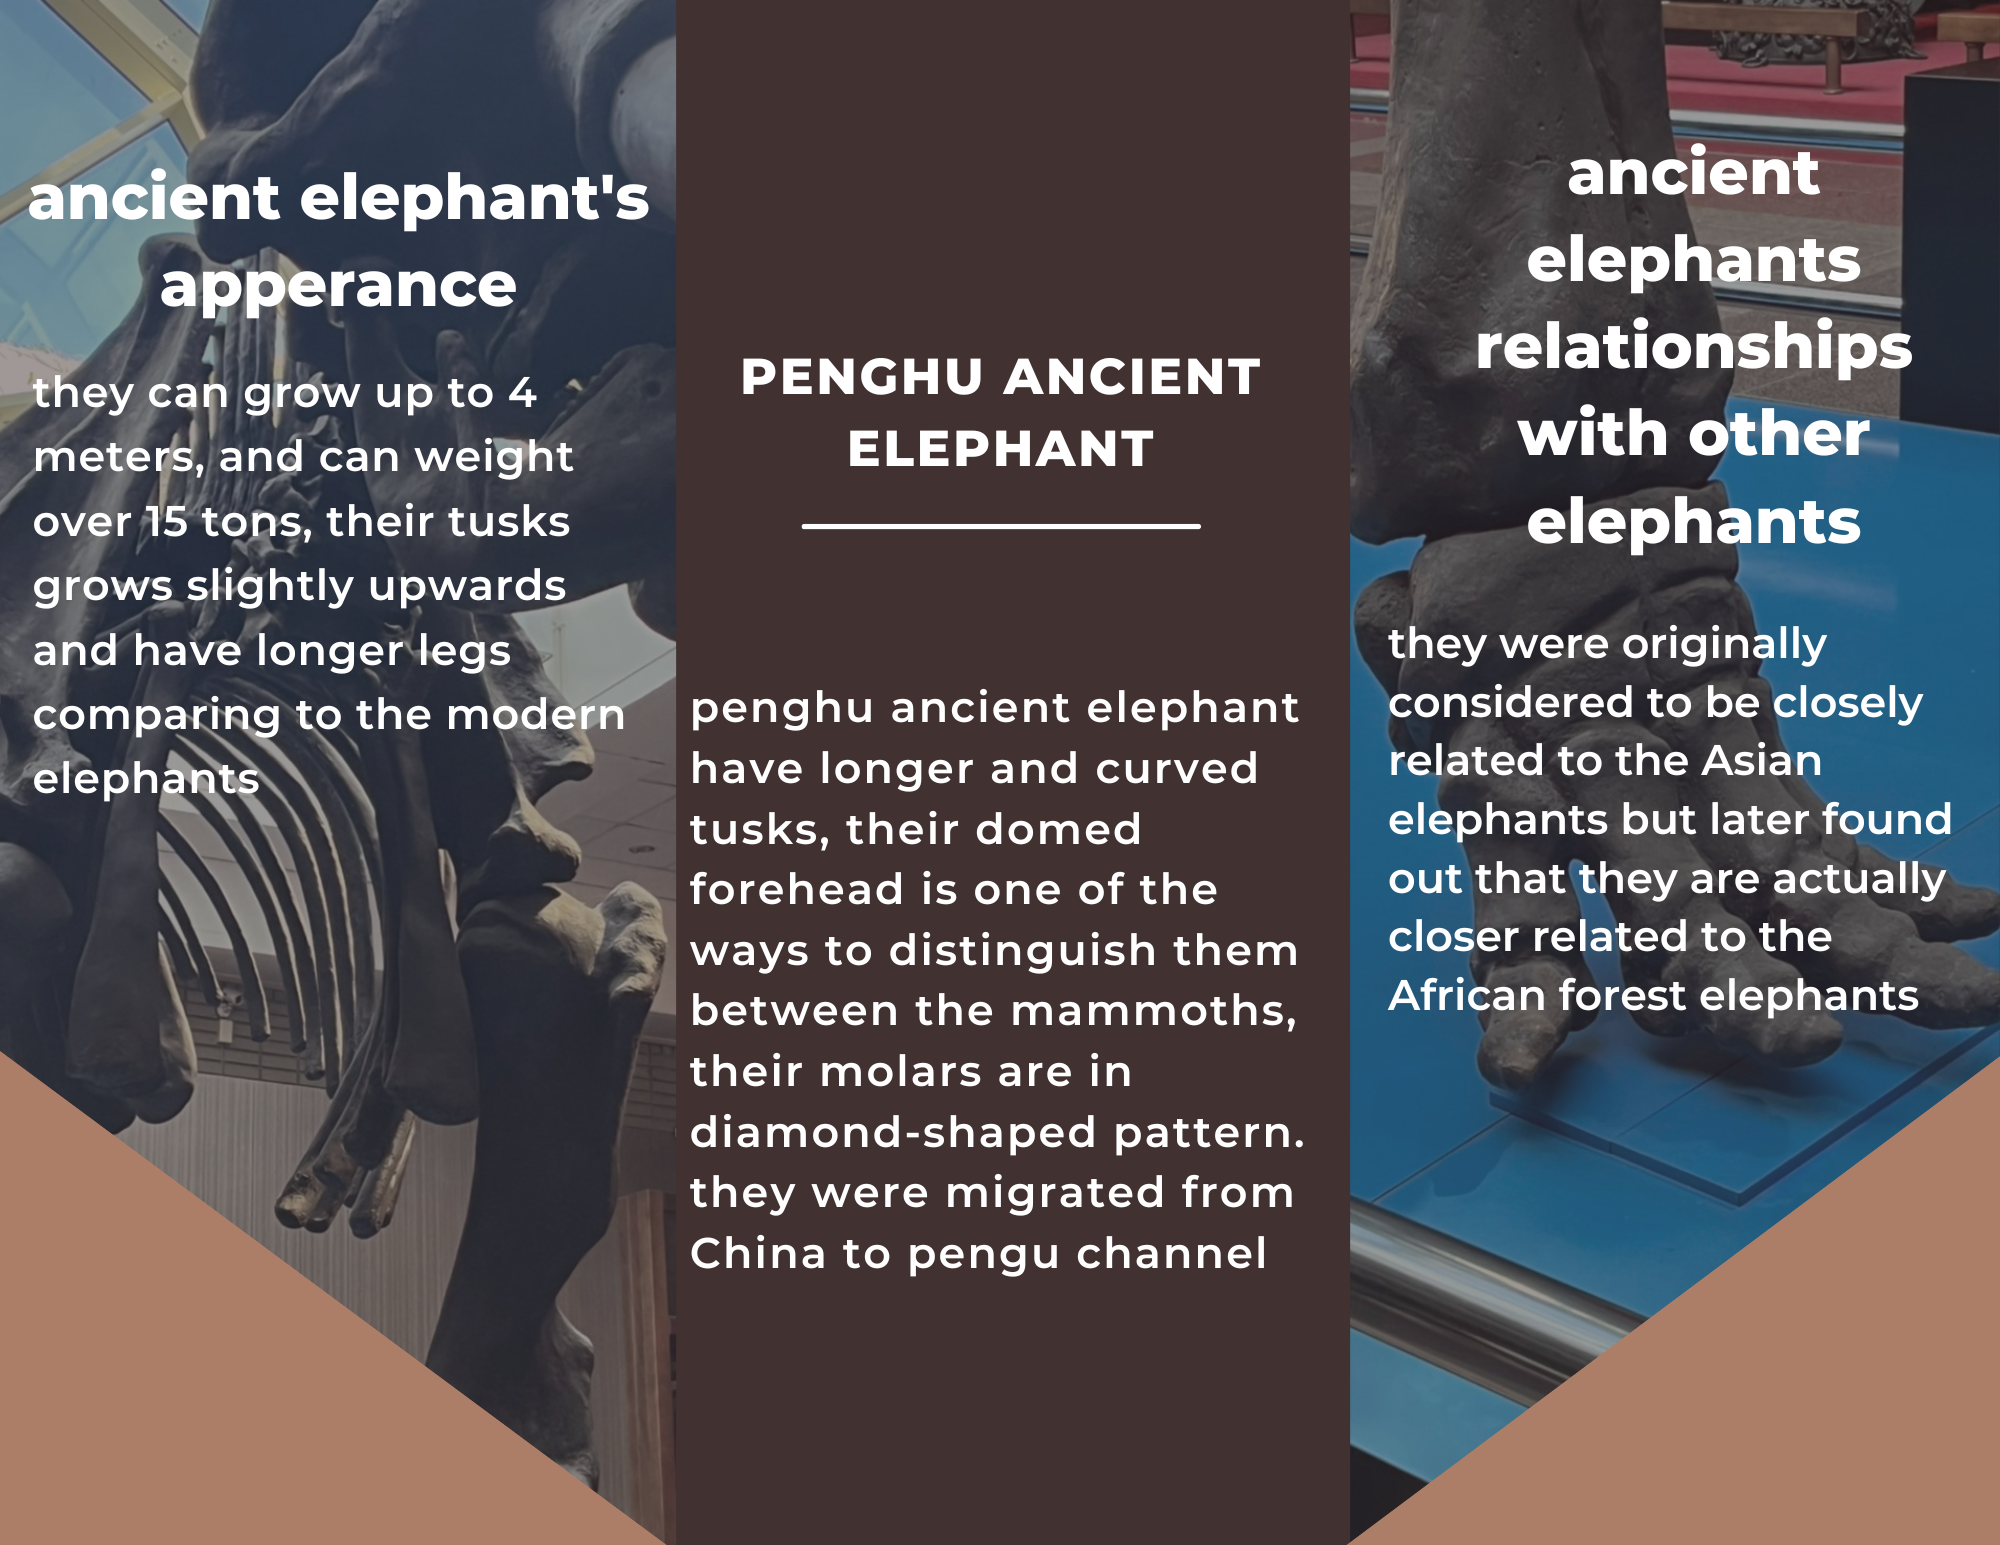 ancient elephant's
apperance
they can grow up to 4
meters, and can weight
over 15 tons, their tusks
grows slightly upwards
and have longer legs
comparing to the modern
elephants
PENGHU ANCIENT
ELEPHANT
penghu ancient elephant
have longer and curved
tusks, their domed
forehead is one of the
ways to distinguish them
between the mammoths,
their molars are in
diamond-shaped pattern.
they were migrated from
China to pengu channel
ancient
elephants
relationships
with other
elephants
they were originally
considered to be closely
related to the Asian
elephants but later found
out that they are actually
closer related to the
African forest elephants